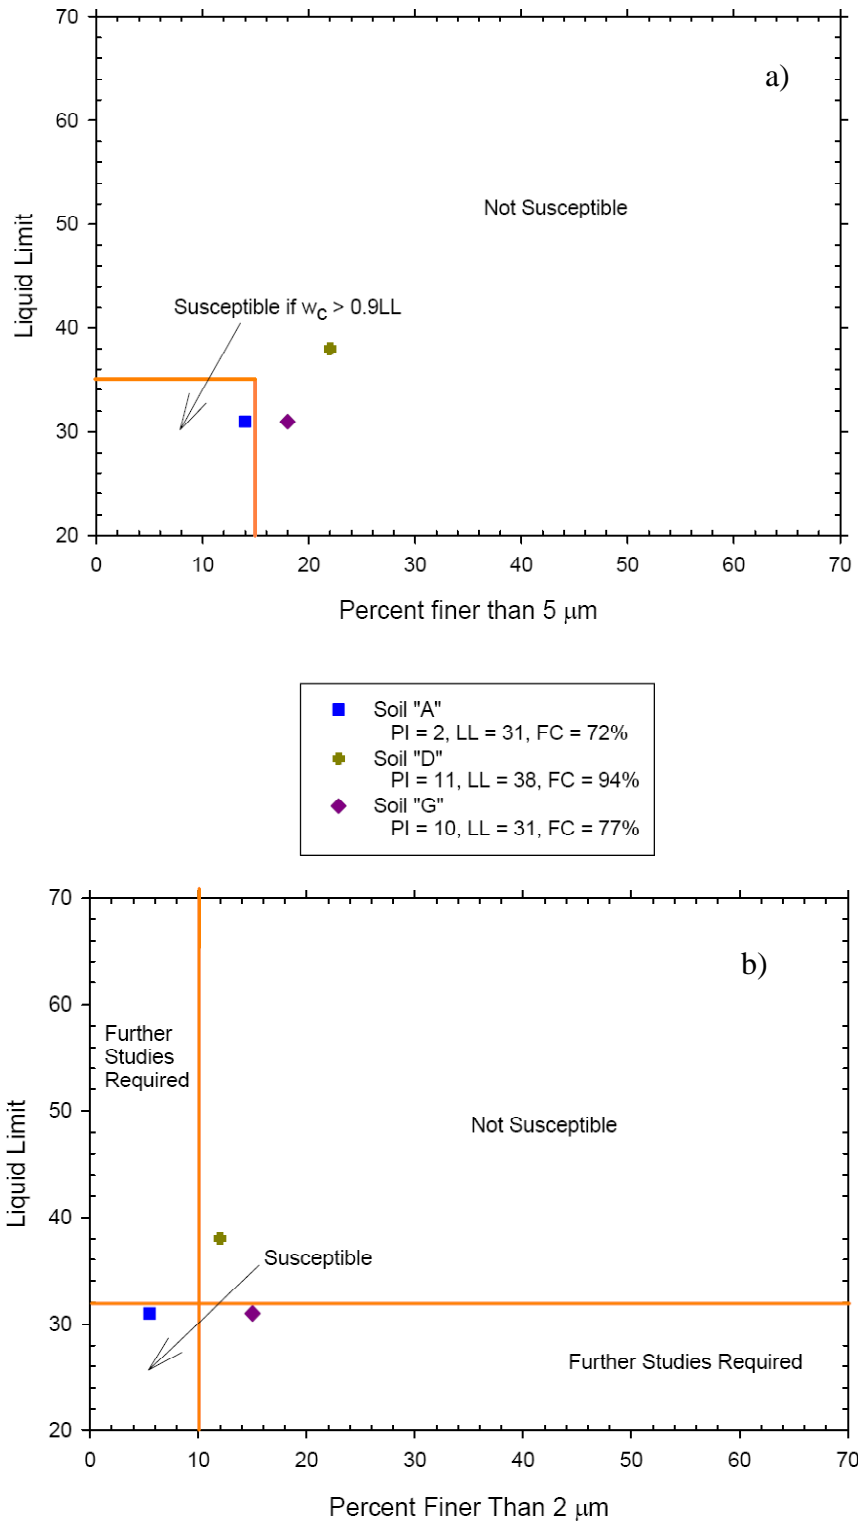 70
a)
60
50
40
30
20
Liquid Limit
Not Susceptible
Susceptible if wc > 0.9LL
0 10 20 30 40 50 60 70
Percent finer than 5 μm
Soil "A"
PI = 2, LL = 31, FC = 72%
Soil "D"
PI = 11, LL = 38, FC = 94%
Soil "G"
PI = 10, LL = 31, FC = 77%
70
b)
60
50
40
30
20
Liquid Limit
Further
Studies
Required
Not Susceptible
Susceptible
Further Studies Required
0 10 20 30 40 50 60 70
Percent Finer Than 2 μm